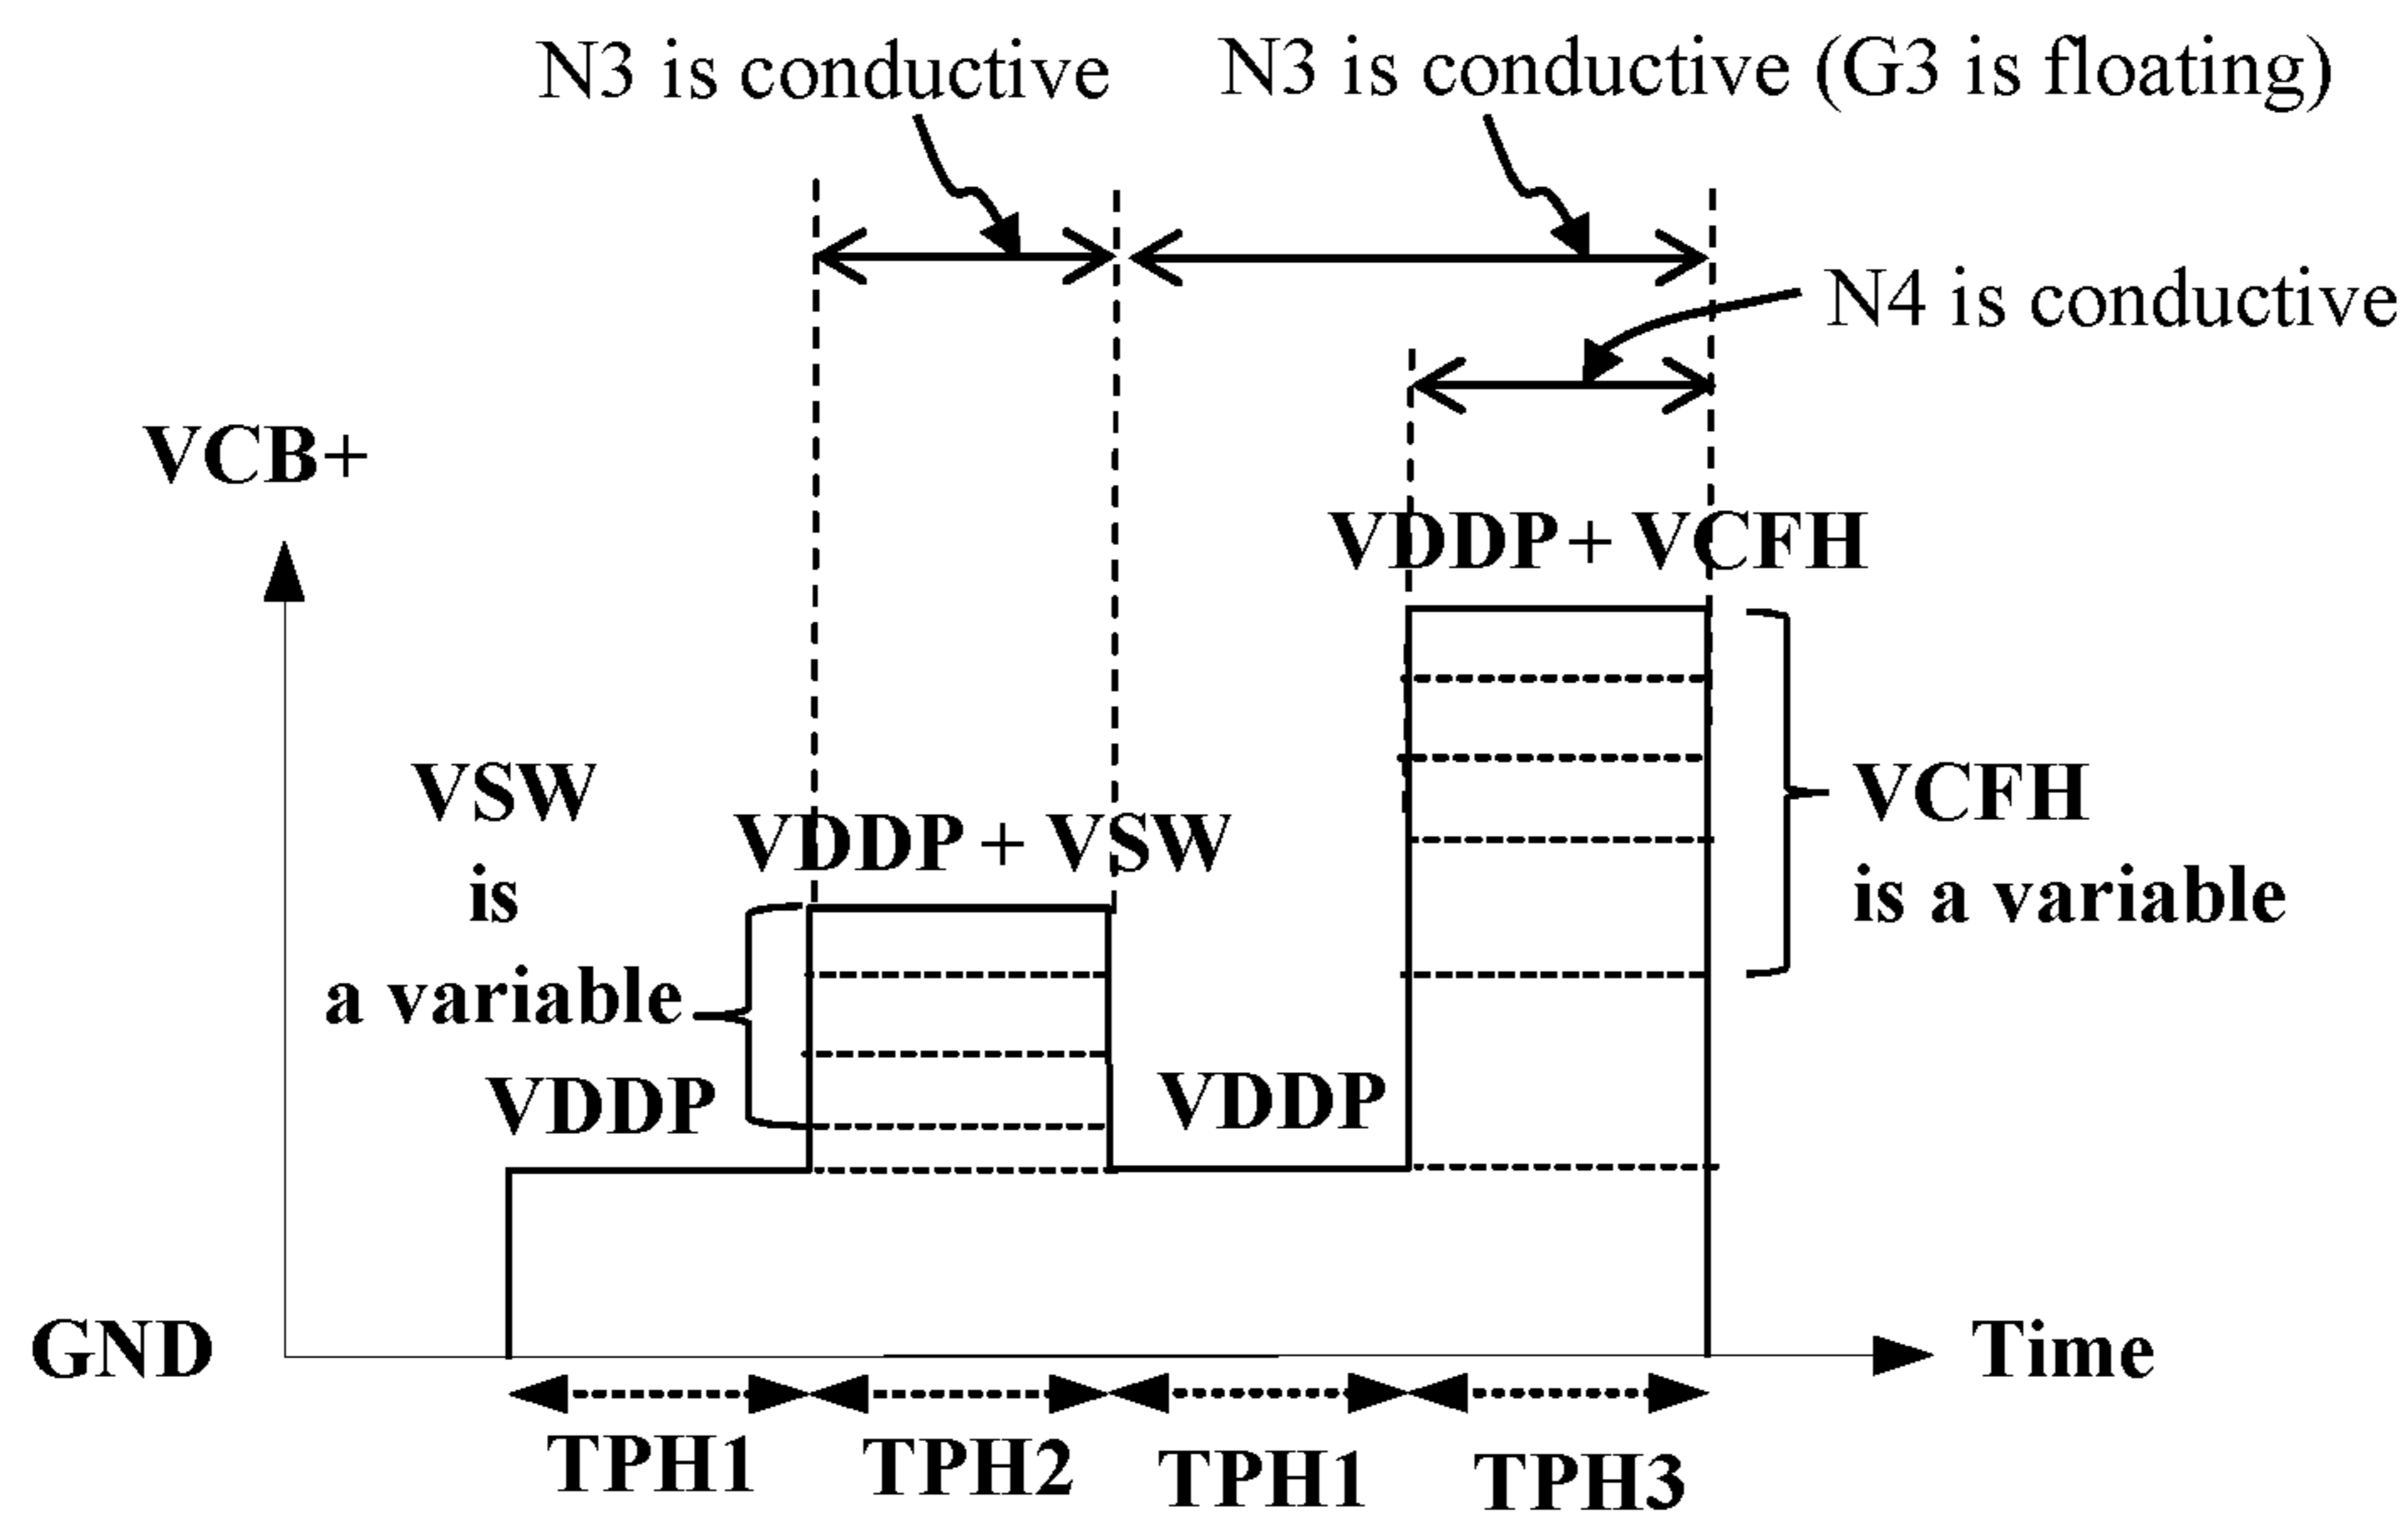 N3 is conductive
N3 is conductive (G3 is floating)
N4 is conductive
VCB+
VDDP + VCFH
VSW
is
a variable
VDDP + VSW
VCFH
is a variable
VDDP
VDDP
GND
Time
TPH1
TPH2
TPH1
TPH3